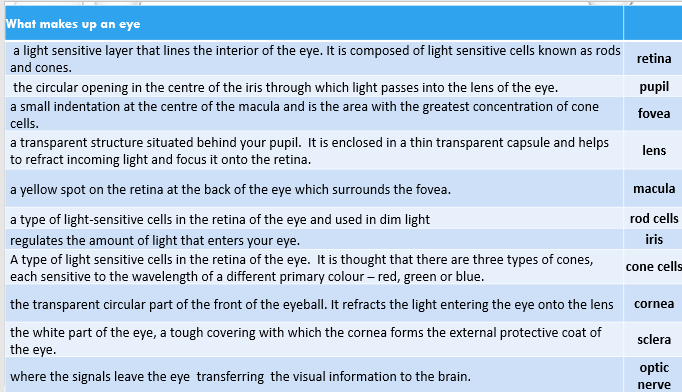 What makes up an eye
a light sensitive layer that lines the interior of the eye. It is composed of light sensitive cells known as rods
and cones.
retina
the circular opening in the centre of the iris through which light passes into the lens of the eye.
pupil
a small indentation at the centre of the macula and is the area with the greatest concentration of cone
cells.
fovea
a transparent structure situated behind your pupil.  It is enclosed in a thin transparent capsule and helps
to refract incoming light and focus it onto the retina.
lens
a yellow spot on the retina at the back of the eye which surrounds the fovea.
macula
a type of light-sensitive cells in the retina of the eye and used in dim light
rod cells
regulates the amount of light that enters your eye.
iris
A type of light sensitive cells in the retina of the eye.  It is thought that there are three types of cones,
each sensitive to the wavelength of a different primary colour – red, green or blue.
cone cells
the transparent circular part of the front of the eyeball. It refracts the light entering the eye onto the lens
cornea
the white part of the eye, a tough covering with which the cornea forms the external protective coat of
the eye.
sclera
where the signals leave the eye  transferring  the visual information to the brain.
optic
nerve